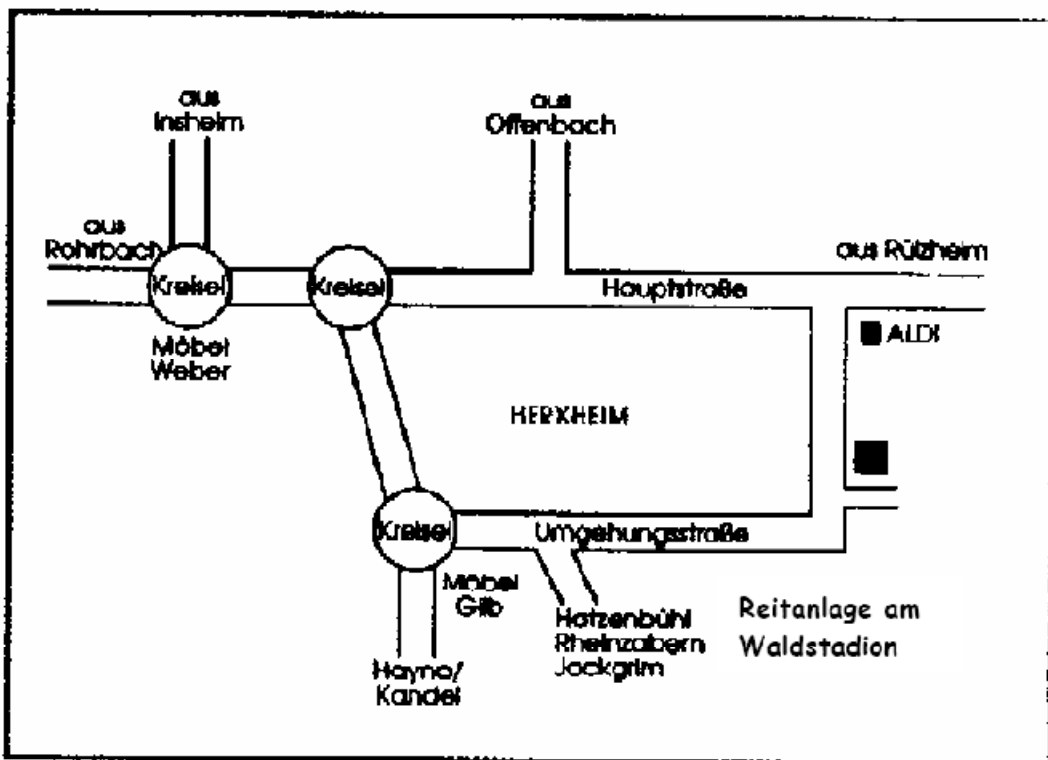 aus
Insheim
aus
Offenbach
aus
Rohrbach
aus Rülzheim
Kreisel
Kreisel
Hauptstraße
ALDI
Möbel
Weber
HERXHEIM
Kreisel
Umgehungsstraße
Möbel
Gilb
Hatzenbühl
Rheinzabern
Jockgrim
Reitanlage am
Waldstadion
Hayna/
Kandel